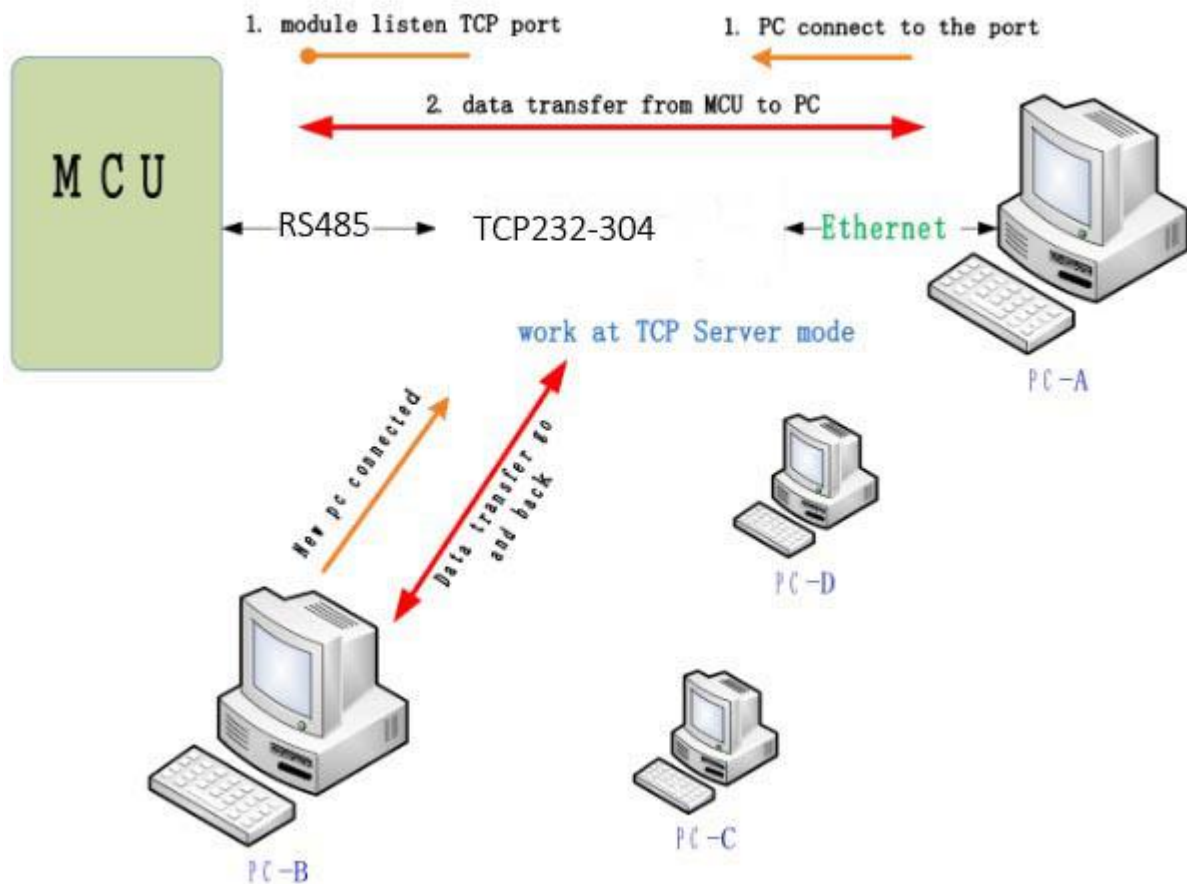 1. module listen TCP port
1. PC connect to the port
2. data transfer from MCU to PC
MCU
RS485
TCP232-304
Ethernet
work at TCP Server mode
PC-A
New pc connected
Data transfer go
and back
PC-D
PC-B
PC-C